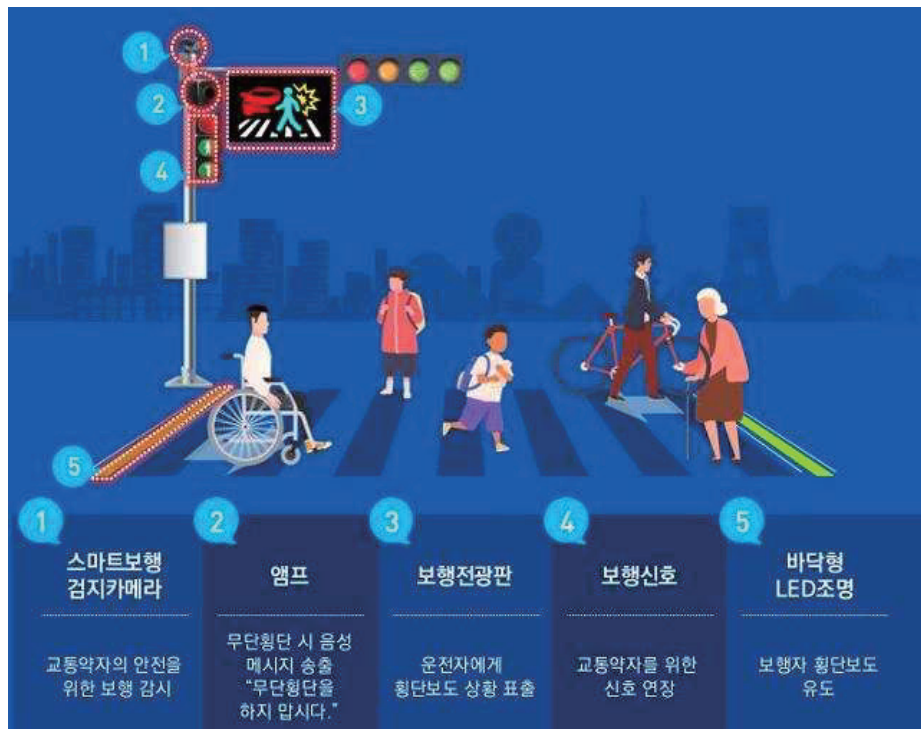 1
2
3
4
5
1
스마트보행
검지카메라
교통약자의 안전을
위한 보행 감시
2
앰프
무단횡단 시 음성
메시지 송출
“무단횡단을
하지 맙시다.”
3
보행전광판
운전자에게
횡단보도 상황 표출
4
보행신호
교통약자를 위한
신호 연장
5
바닥형
LED조명
보행자 횡단보도
유도